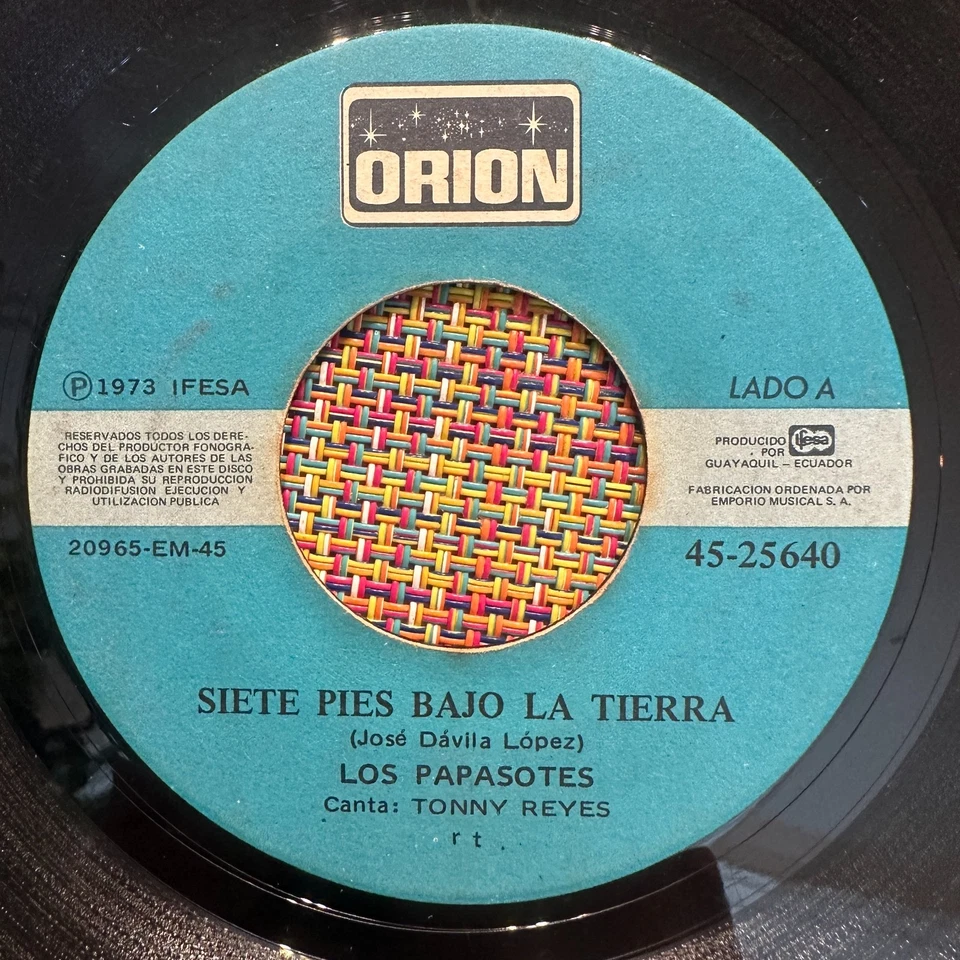 ORION
Ⓟ 1973 IFESA
LADO A
RESERVADOS TODOS LOS DERE-
CHOS DEL PRODUCTOR FONOGRA-
FICO Y DE LOS AUTORES DE LAS
OBRAS GRABADAS EN ESTE DISCO
Y PROHIBIDA SU REPRODUCCION
RADIODIFUSION EJECUCION Y
UTILIZACION PUBLICA
PRODUCIDO ifesa
POR
GUAYAQUIL - ECUADOR
FABRICACION ORDENADA POR
EMPORIO MUSICAL S. A.
20965-EM-45
45-25640
SIETE PIES BAJO LA TIERRA
(José Dávila López)
LOS PAPASOTES
Canta: TONNY REYES
r t .